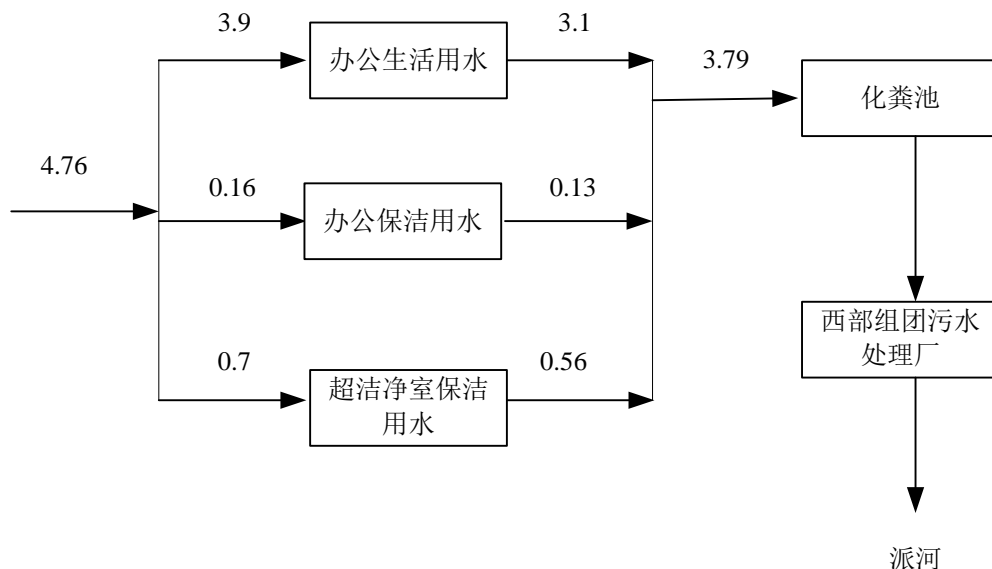 3.9
3.1
办公生活用水
3.79
化粪池
4.76
0.16
0.13
办公保洁用水
西部组团污水
处理厂
0.7
0.56
超洁净室保洁
用水
派河